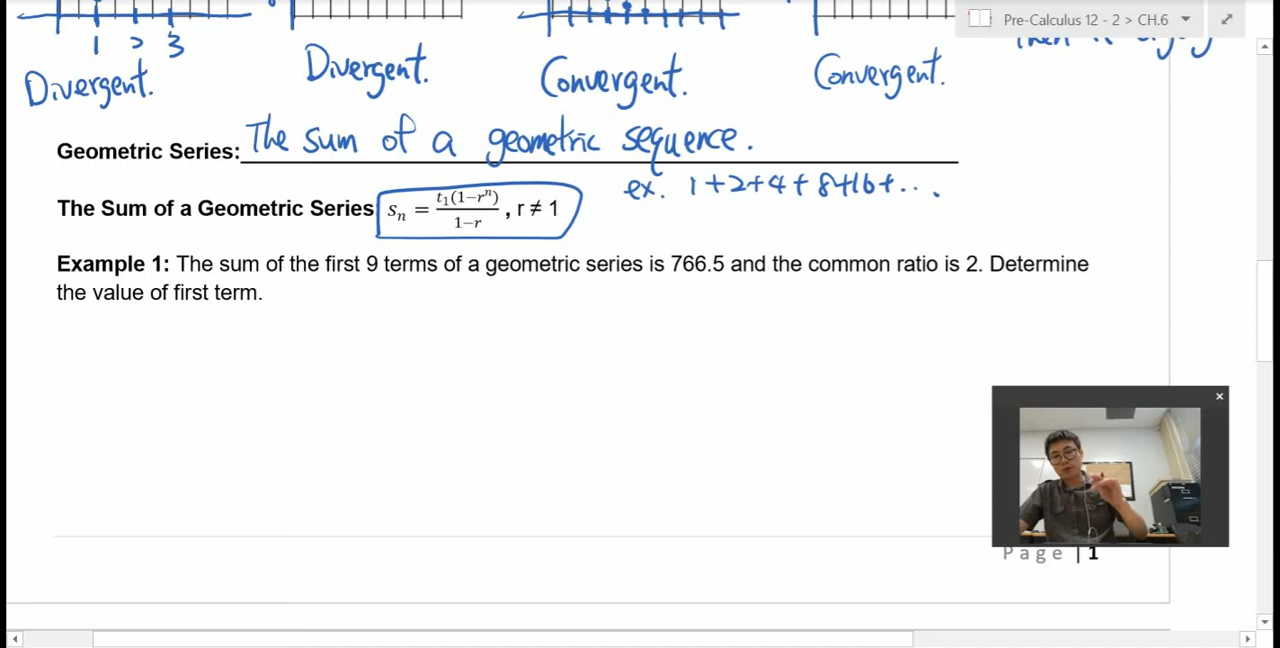 Pre-Calculus 12 - 2 > CH.6
1 2 3
Then it
Divergent.
Divergent.
Convergent.
Convergent.
Geometric Series: The sum of a geometric sequence.
ex. 1+2+4+8+16+...
The Sum of a Geometric Series S_n = t_1(1−r^n)/(1−r) , r ≠ 1
Example 1: The sum of the first 9 terms of a geometric series is 766.5 and the common ratio is 2. Determine
the value of first term.
Page | 1